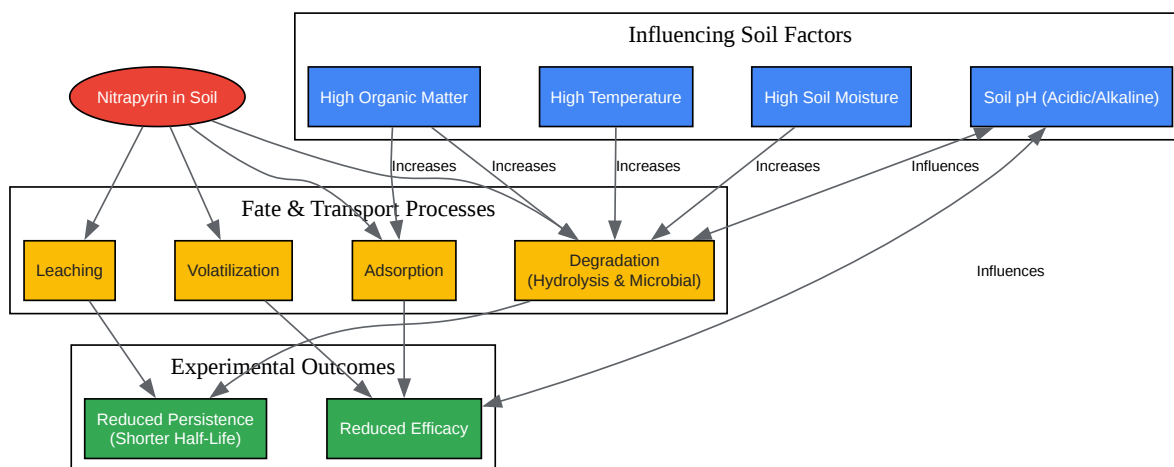 Influencing Soil Factors
Nitrapyrin in Soil
High Organic Matter
High Temperature
High Soil Moisture
Soil pH (Acidic/Alkaline)
Increases
Increases
Increases
Increases
Influences
Fate & Transport Processes
Leaching
Volatilization
Adsorption
Degradation
(Hydrolysis & Microbial)
Influences
Experimental Outcomes
Reduced Persistence
(Shorter Half-Life)
Reduced Efficacy